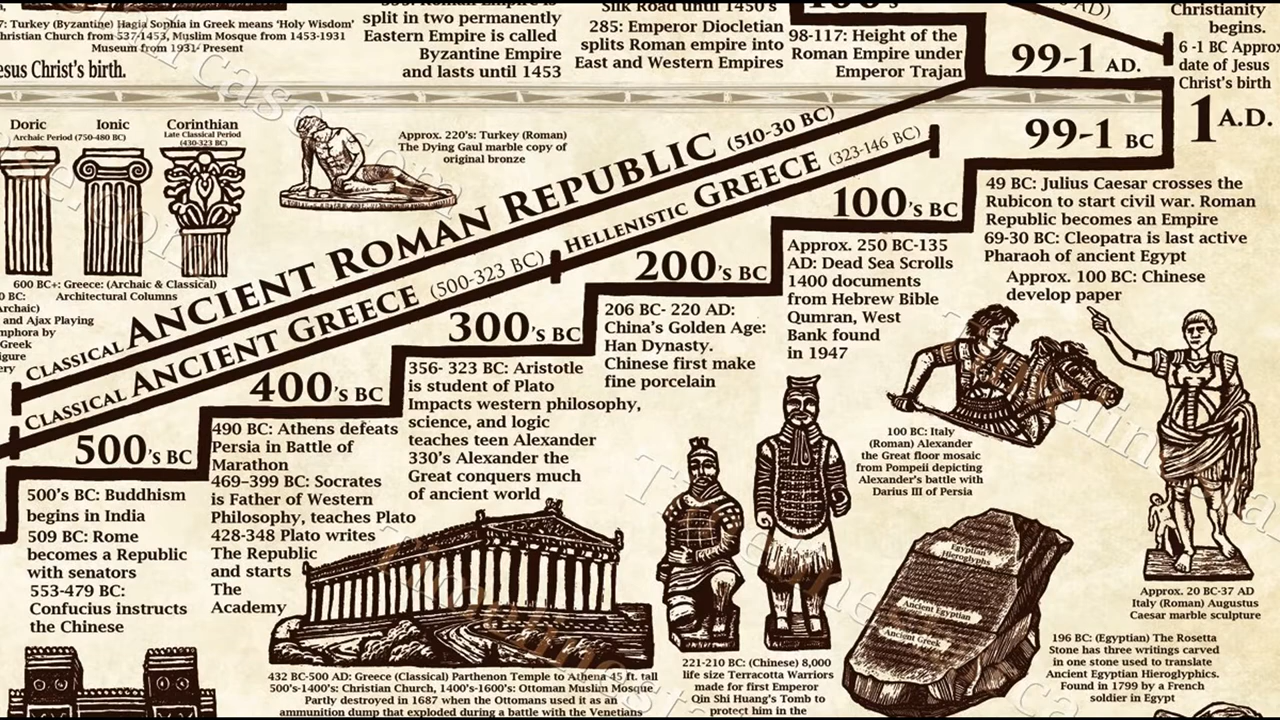 7: Turkey (Byzantine) Hagia Sophia in Greek means 'Holy Wisdom'
hristian Church from 537-1453, Muslim Mosque from 1453-1931
Museum from 1931- Present
esus Christ's birth.
split in two permanently
Eastern Empire is called
Byzantine Empire
and lasts until 1453
Silk Road until 1450's
285: Emperor Diocletian
splits Roman empire into
East and Western Empires
98-117: Height of the
Roman Empire under
Emperor Trajan
99-1 AD.
Christianity
begins.
6 -1 BC Approx
date of Jesus
Christ's birth
1 A.D.
Doric
Ionic
Corinthian
Archaic Period (750-480 BC)
Late Classical Period
(430-323 BC)
600 BC+: Greece: (Archaic & Classical)
Architectural Columns
0 BC:
Archaic)
and Ajax Playing
mphora by
Greek
igure
ery
Approx. 220's: Turkey (Roman)
The Dying Gaul marble copy of
original bronze
CLASSICAL ANCIENT ROMAN REPUBLIC (510-30 BC)
CLASSICAL ANCIENT GREECE (500-323 BC)
HELLENISTIC GREECE (323-146 BC)
99-1 BC
49 BC: Julius Caesar crosses the
Rubicon to start civil war. Roman
Republic becomes an Empire
69-30 BC: Cleopatra is last active
Pharaoh of ancient Egypt
Approx. 100 BC: Chinese
develop paper
100's BC
Approx. 250 BC-135
AD: Dead Sea Scrolls
1400 documents
from Hebrew Bible
Qumran, West
Bank found
in 1947
200's BC
206 BC- 220 AD:
China's Golden Age:
Han Dynasty.
Chinese first make
fine porcelain
300's BC
356- 323 BC: Aristotle
is student of Plato
Impacts western philosophy,
science, and logic
teaches teen Alexander
330's Alexander the
Great conquers much
of ancient world
400's BC
490 BC: Athens defeats
Persia in Battle of
Marathon
469–399 BC: Socrates
is Father of Western
Philosophy, teaches Plato
428-348 Plato writes
The Republic
and starts
The
Academy
500's BC
500's BC: Buddhism
begins in India
509 BC: Rome
becomes a Republic
with senators
553-479 BC:
Confucius instructs
the Chinese
432 BC-500 AD: Greece (Classical) Parthenon Temple to Athena 45 ft. tall
500's-1400's: Christian Church, 1400's-1600's: Ottoman Muslim Mosque
Partly destroyed in 1687 when the Ottomans used it as an
ammunition dump that exploded during a battle with the Venetians
221-210 BC: (Chinese) 8,000
life size Terracotta Warriors
made for first Emperor
Qin Shi Huang's Tomb to
protect him in the
100 BC: Italy
(Roman) Alexander
the Great floor mosaic
from Pompeii depicting
Alexander's battle with
Darius III of Persia
Egyptian
Hieroglyphs
Ancient Egyptian
Ancient Greek
Approx. 20 BC-37 AD
Italy (Roman) Augustus
Caesar marble sculpture
196 BC: (Egyptian) The Rosetta
Stone has three writings carved
in one stone used to translate
Ancient Egyptian Hieroglyphics.
Found in 1799 by a French
soldier in Egypt